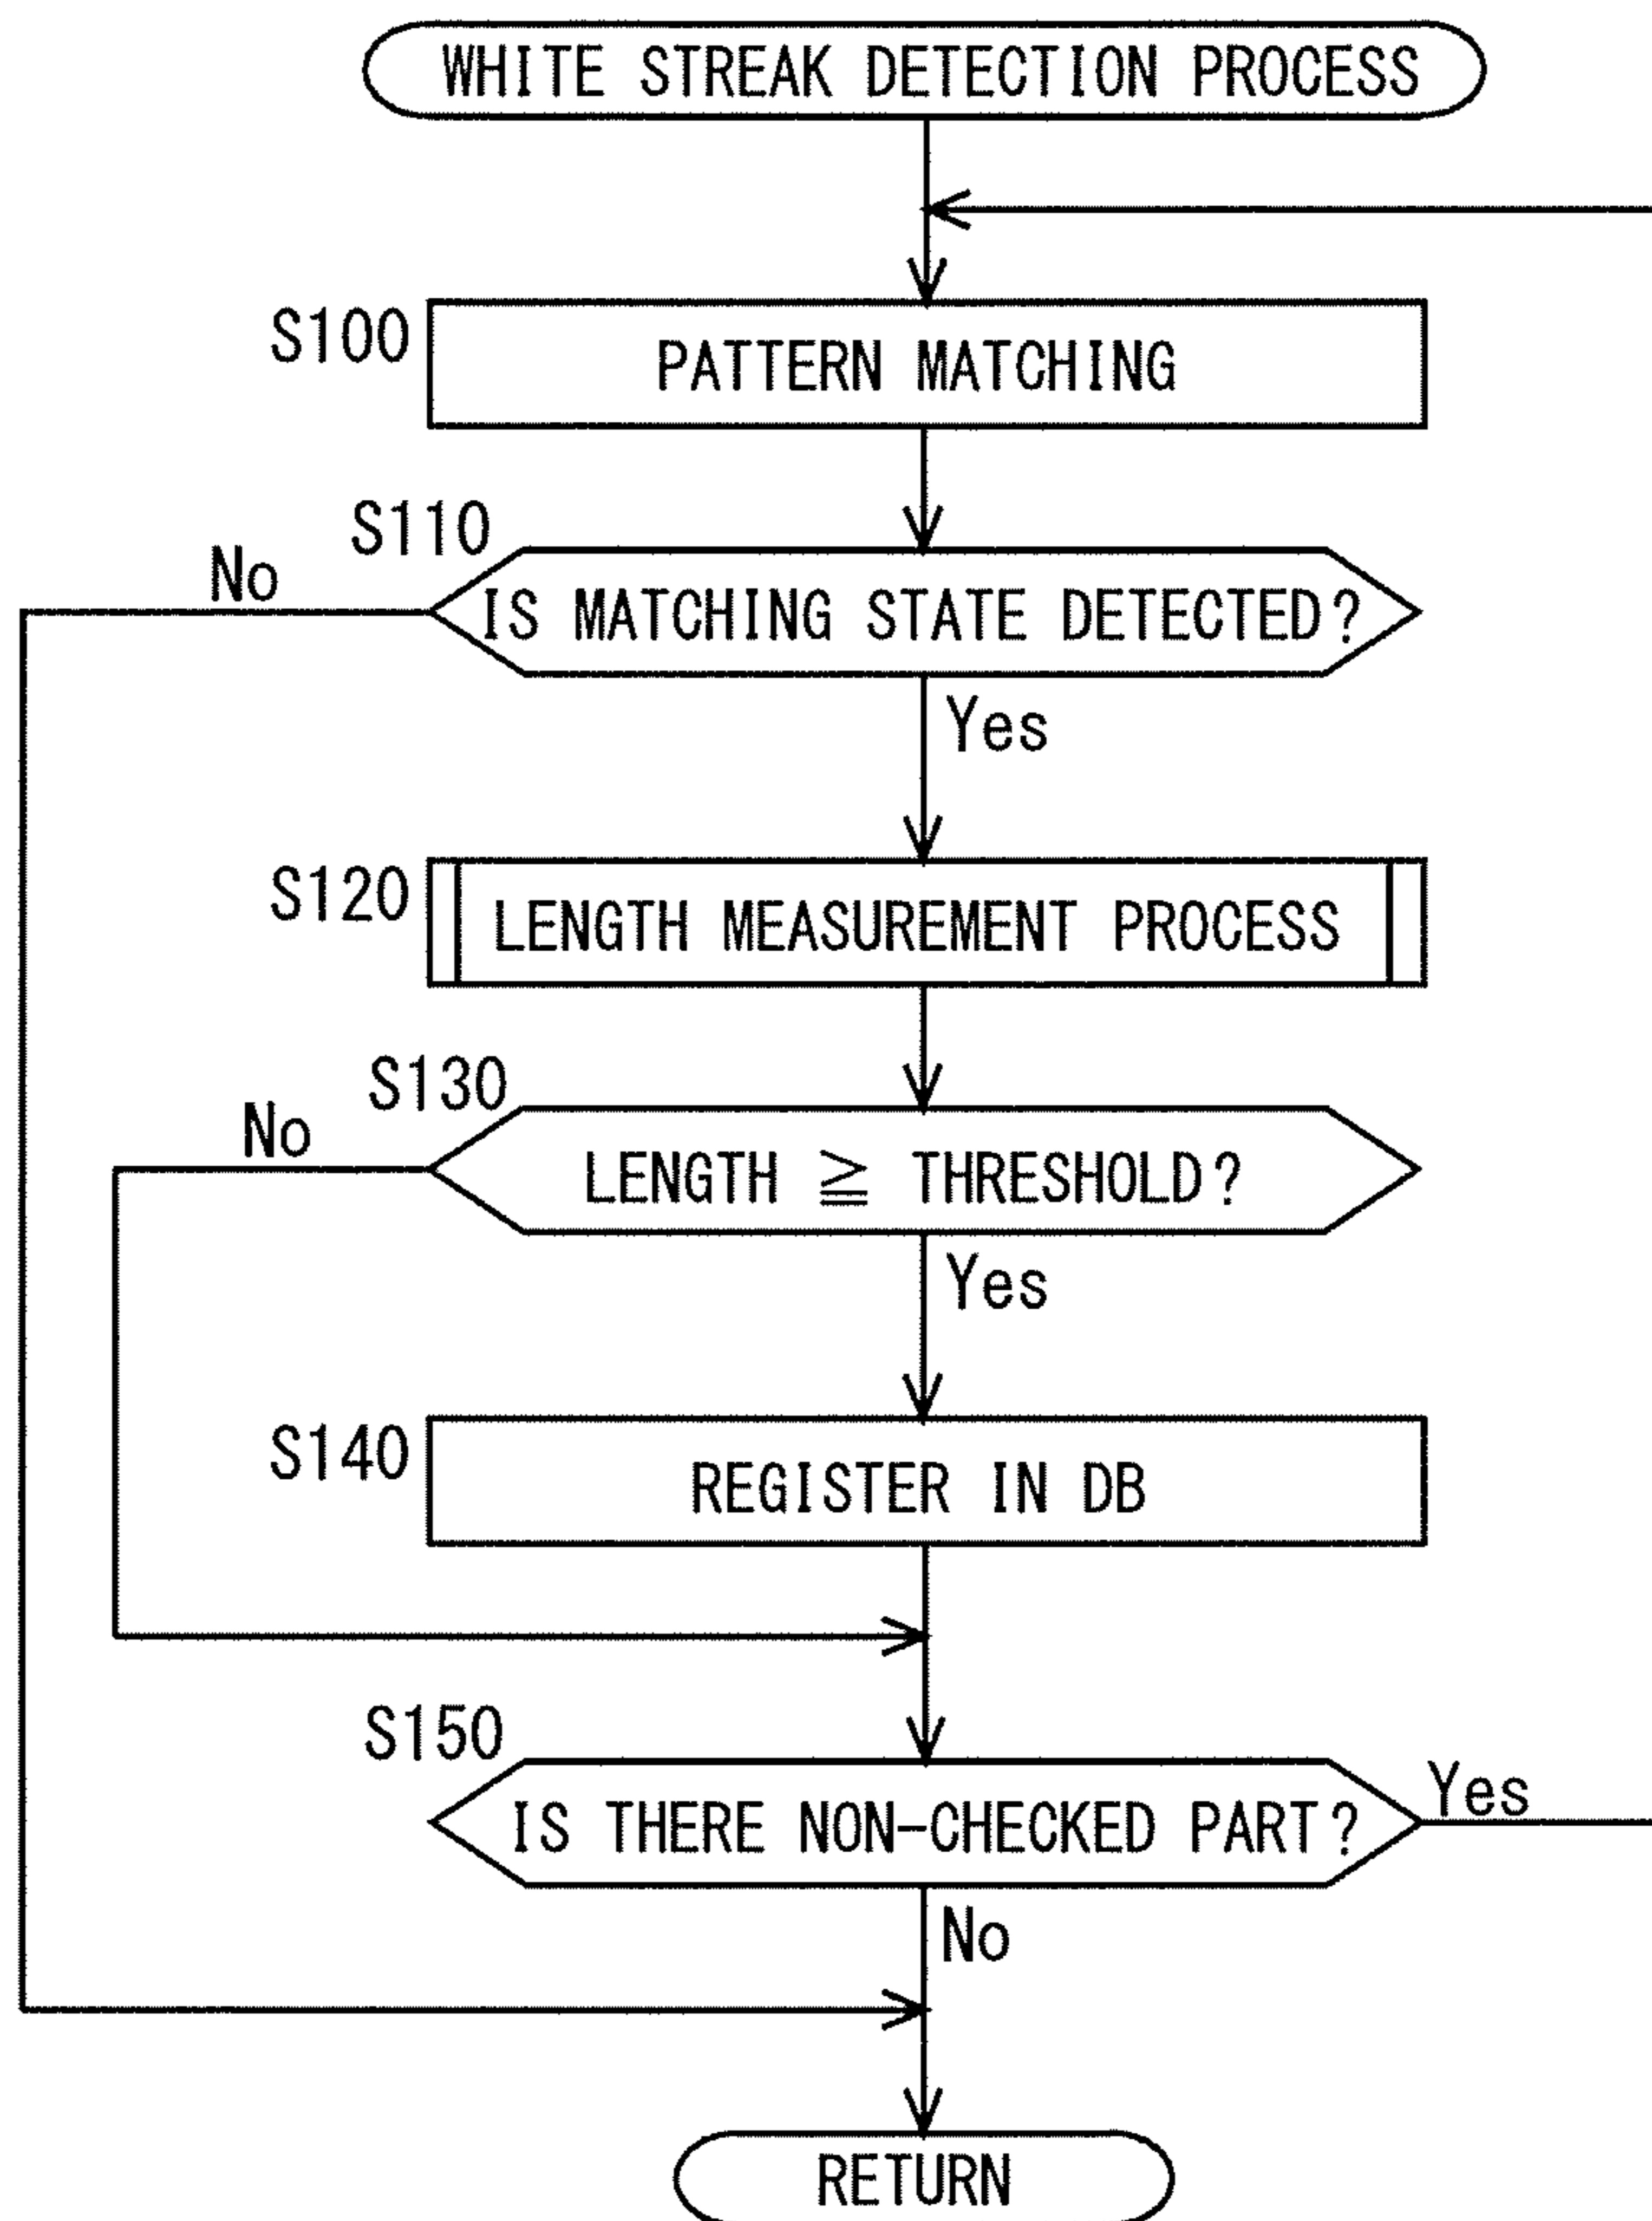 WHITE STREAK DETECTION PROCESS
S100
PATTERN MATCHING
S110
No
IS MATCHING STATE DETECTED?
Yes
S120
LENGTH MEASUREMENT PROCESS
S130
No
LENGTH ≧ THRESHOLD?
Yes
S140
REGISTER IN DB
S150
IS THERE NON-CHECKED PART?
Yes
No
RETURN